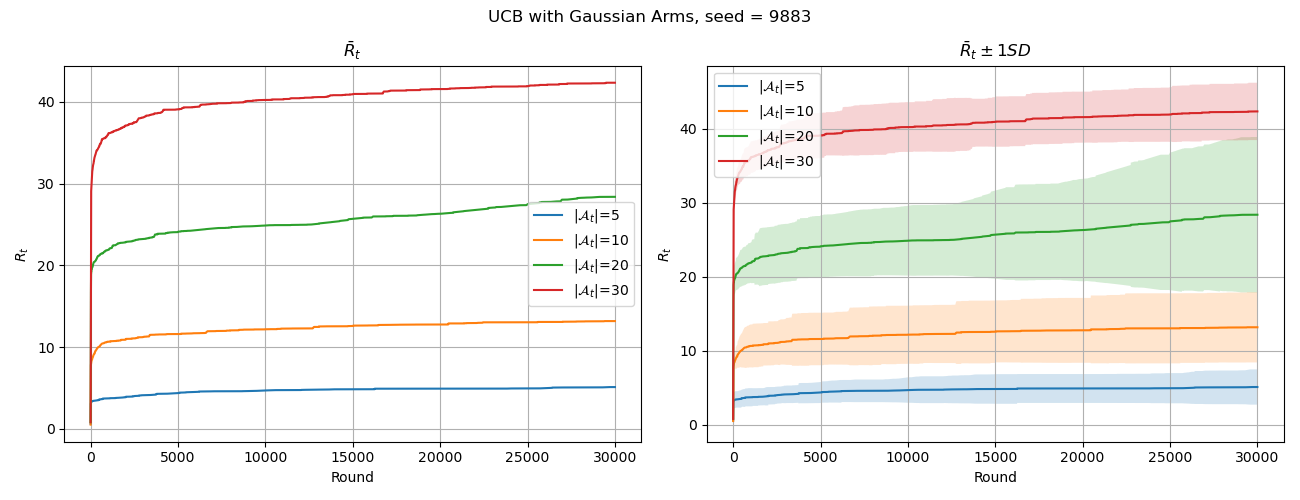 UCB with Gaussian Arms, seed = 9883
R̄ₜ
40
30
20
10
0
Rₜ
|𝒜ₜ|=5
|𝒜ₜ|=10
|𝒜ₜ|=20
|𝒜ₜ|=30
0 5000 10000 15000 20000 25000 30000
Round
R̄ₜ ± 1SD
40
30
20
10
0
Rₜ
|𝒜ₜ|=5
|𝒜ₜ|=10
|𝒜ₜ|=20
|𝒜ₜ|=30
0 5000 10000 15000 20000 25000 30000
Round